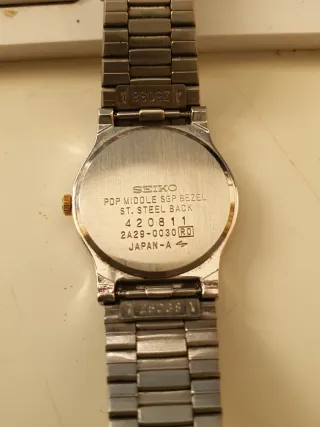 SEIKO
PDP MIDDLE SGP BEZEL
ST. STEEL BACK
420811
2A29-0030 R0
JAPAN-A